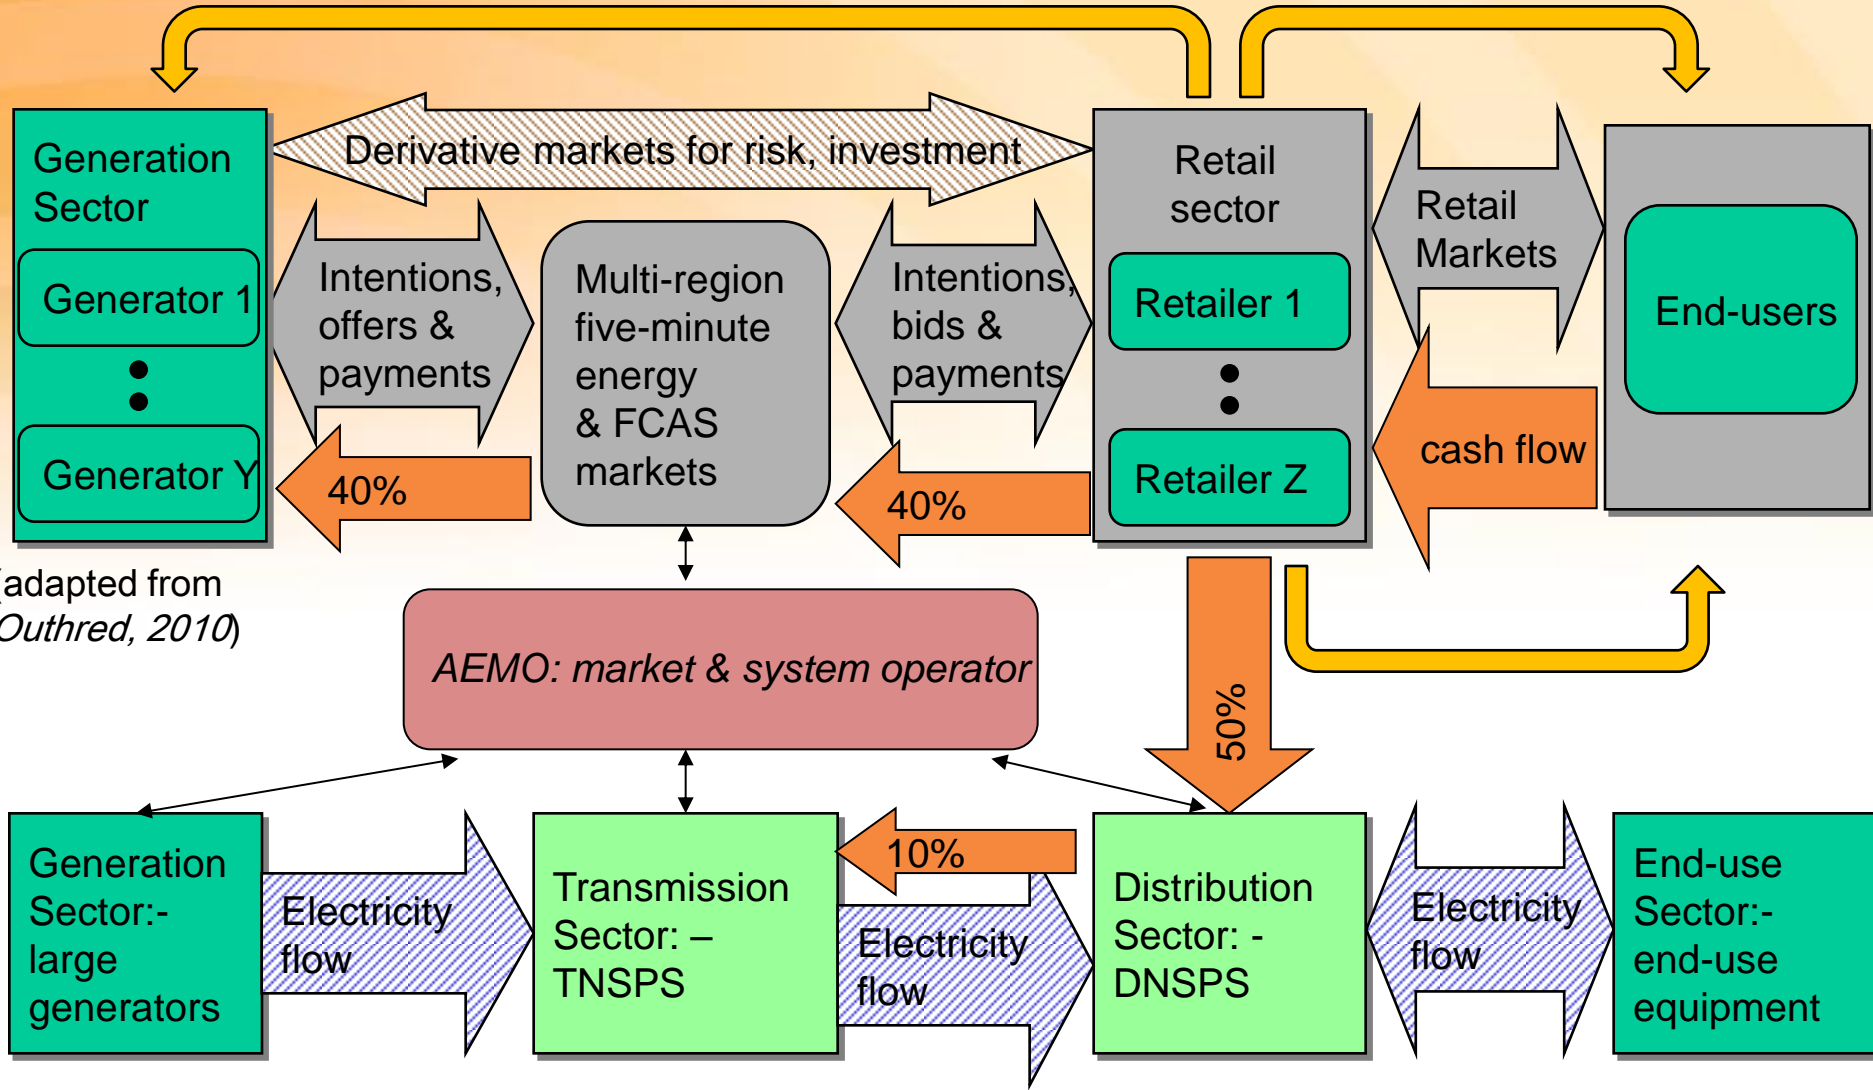 Derivative markets for risk, investment
Generation
Sector
Generator 1
Generator Y
Intentions,
offers &
payments
40%
Multi-region
five-minute
energy
& FCAS
markets
Intentions,
bids &
payments
40%
Retail
sector
Retailer 1
Retailer Z
Retail
Markets
cash flow
End-users
(adapted from
Outhred, 2010)
AEMO: market & system operator
50%
Generation
Sector:-
large
generators
Electricity
flow
Transmission
Sector: –
TNSPS
10%
Electricity
flow
Distribution
Sector: -
DNSPS
Electricity
flow
End-use
Sector:-
end-use
equipment